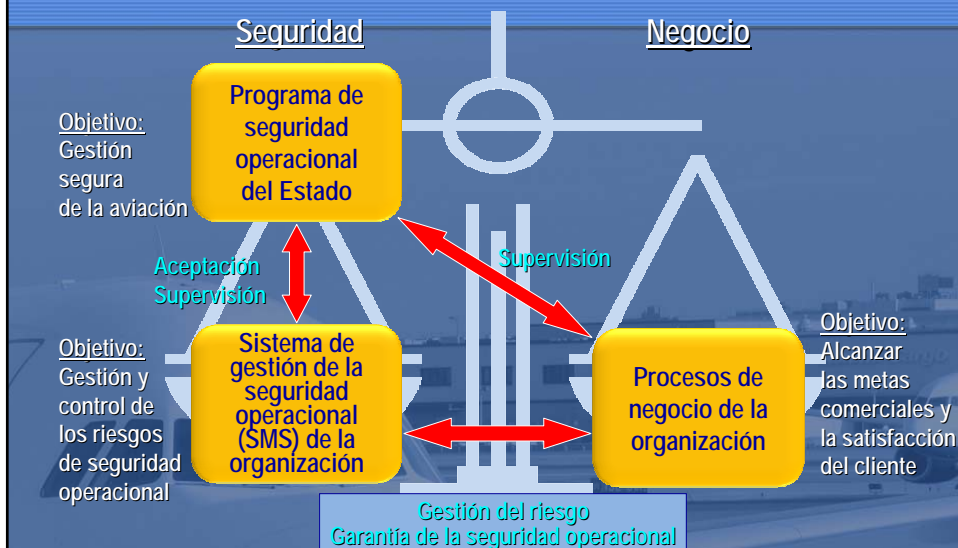 Seguridad
Negocio
Programa de
seguridad
operacional
del Estado
Objetivo:
Gestión
segura
de la aviación
Aceptación
Supervisión
Supervisión
Objetivo:
Gestión y
control de
los riesgos
de seguridad
operacional
Sistema de
gestión de la
seguridad
operacional
(SMS) de la
organización
Procesos de
negocio de la
organización
Objetivo:
Alcanzar
las metas
comerciales y
la satisfacción
del cliente
Gestión del riesgo
Garantía de la seguridad operacional